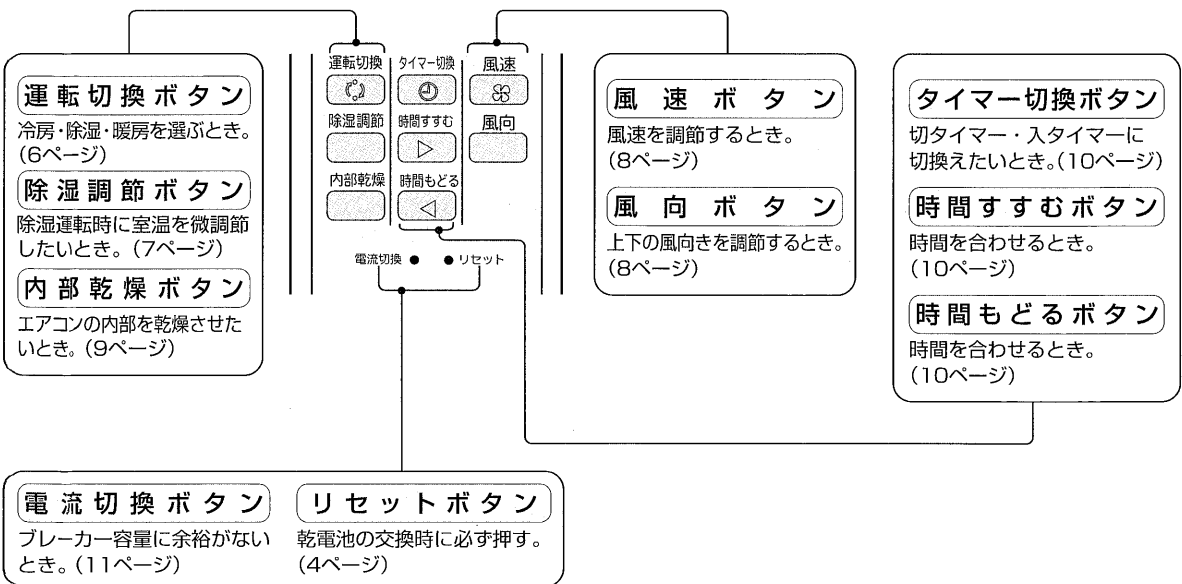 運転切換 タイマー切換 風速
除湿調節 時間すすむ 風向
内部乾燥 時間もどる
電流切換 リセット
運転切換ボタン
冷房・除湿・暖房を選ぶとき。
(6ページ)
除湿調節ボタン
除湿運転時に室温を微調節
したいとき。(7ページ)
内部乾燥ボタン
エアコンの内部を乾燥させた
いとき。(9ページ)
風速ボタン
風速を調節するとき。
(8ページ)
風向ボタン
上下の風向きを調節するとき。
(8ページ)
タイマー切換ボタン
切タイマー・入タイマーに
切換えたいとき。(10ページ)
時間すすむボタン
時間を合わせるとき。
(10ページ)
時間もどるボタン
時間を合わせるとき。
(10ページ)
電流切換ボタン
ブレーカー容量に余裕がない
とき。(11ページ)
リセットボタン
乾電池の交換時に必ず押す。
(4ページ)